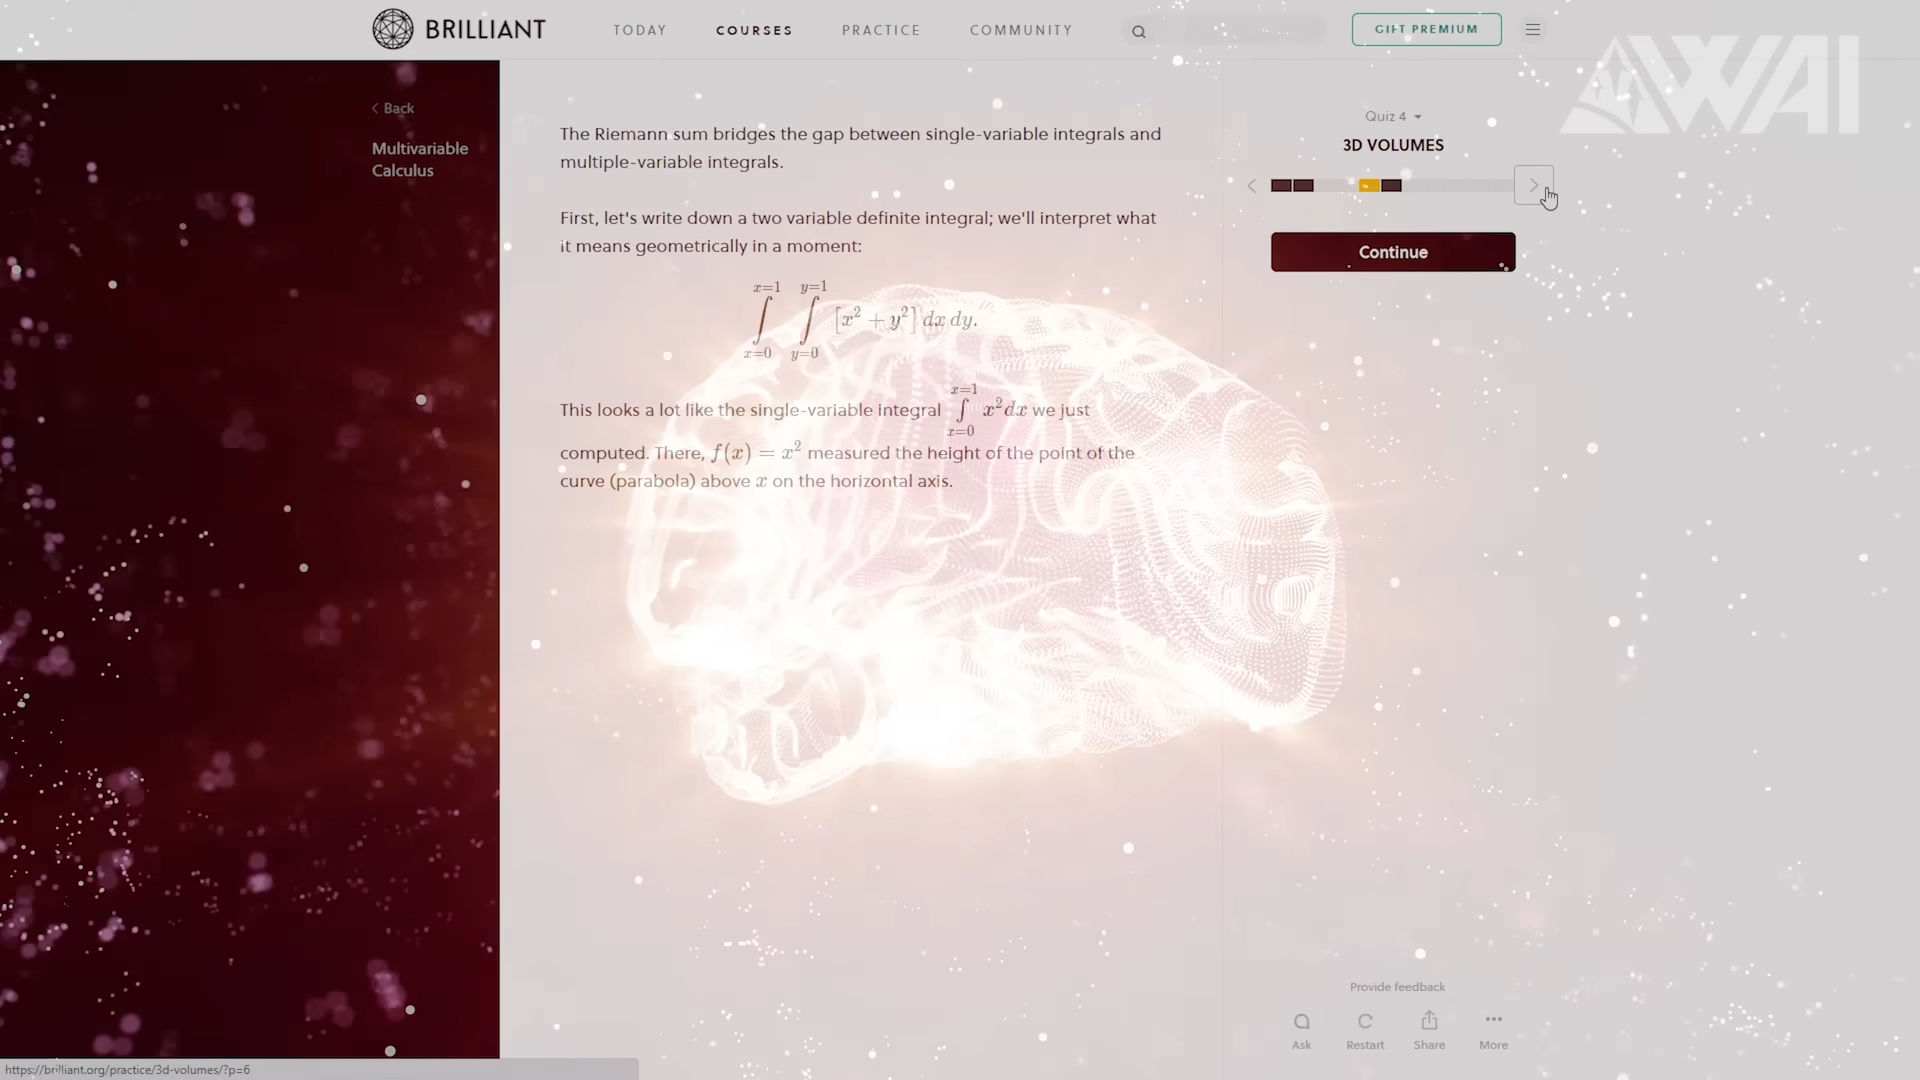 BRILLIANT
TODAY
COURSES
PRACTICE
COMMUNITY
GIFT PREMIUM
AWAI
Back
Multivariable
Calculus
The Riemann sum bridges the gap between single-variable integrals and
multiple-variable integrals.
First, let's write down a two variable definite integral; we'll interpret what
it means geometrically in a moment:
x=1 y=1
∫ ∫ [x² + y²] dx dy.
x=0 y=0
x=1
This looks a lot like the single-variable integral ∫ x² dx we just
x=0
computed. There, f(x) = x² measured the height of the point of the
curve (parabola) above x on the horizontal axis.
Quiz 4
3D VOLUMES
Continue
Provide feedback
Ask
Restart
Share
More
https://brilliant.org/practice/3d-volumes/?p=6